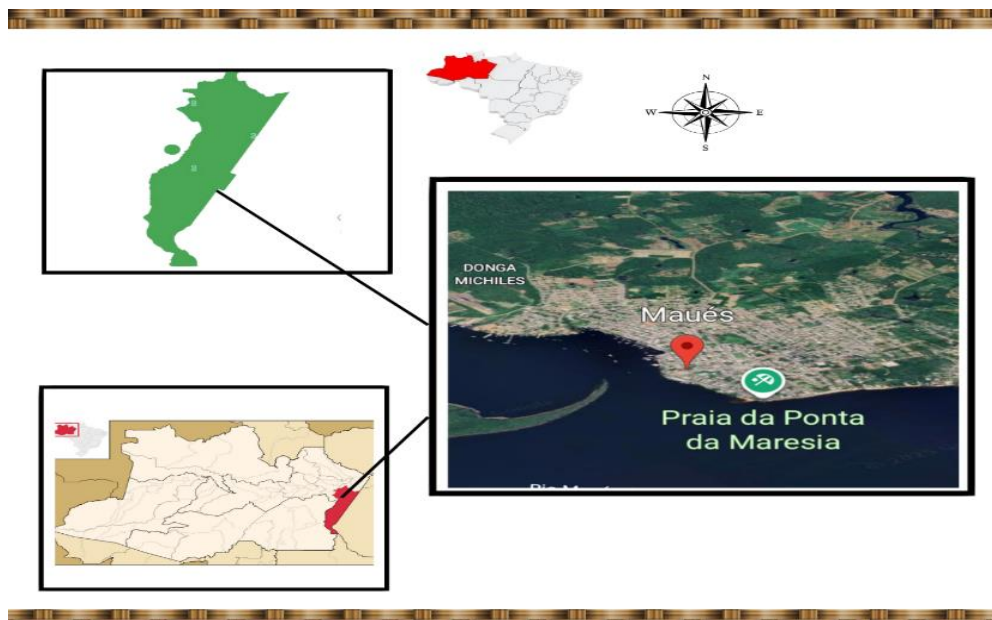 N
W E
S
DONGA
MICHILES
Maués
Praia da Ponta
da Maresia